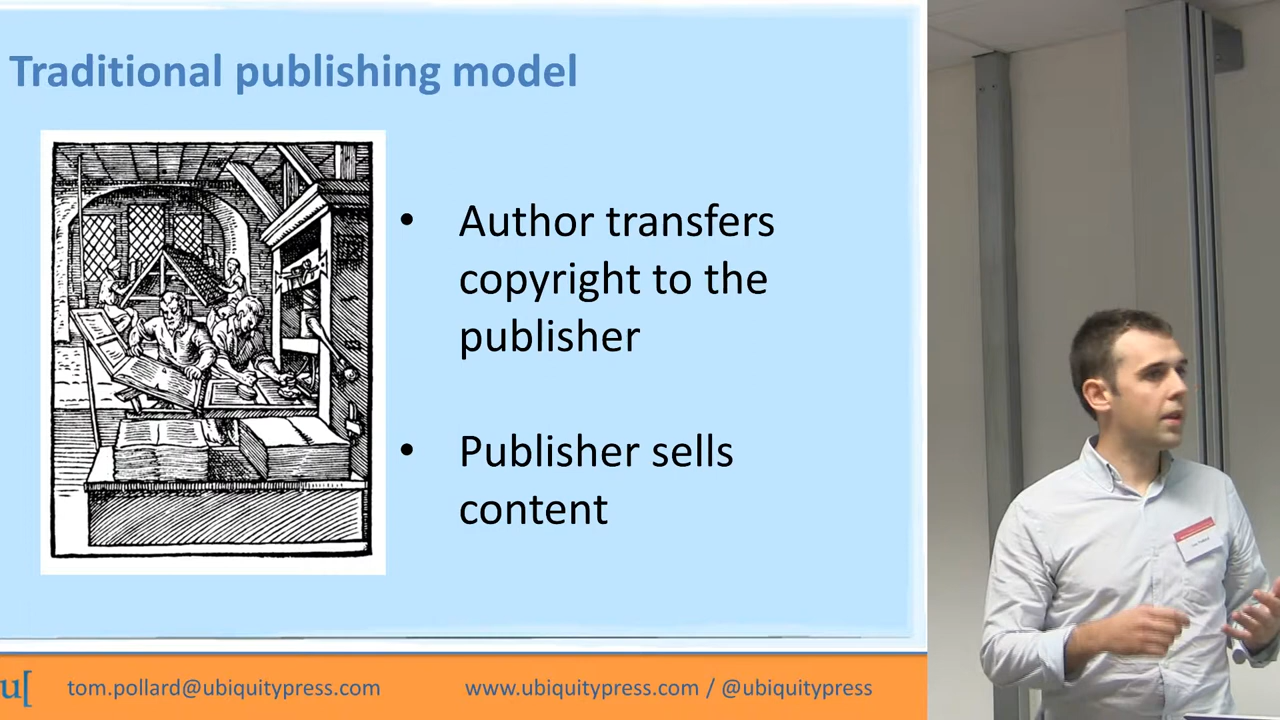 Traditional publishing model
• Author transfers
copyright to the
publisher
• Publisher sells
content
u[ tom.pollard@ubiquitypress.com www.ubiquitypress.com / @ubiquitypress